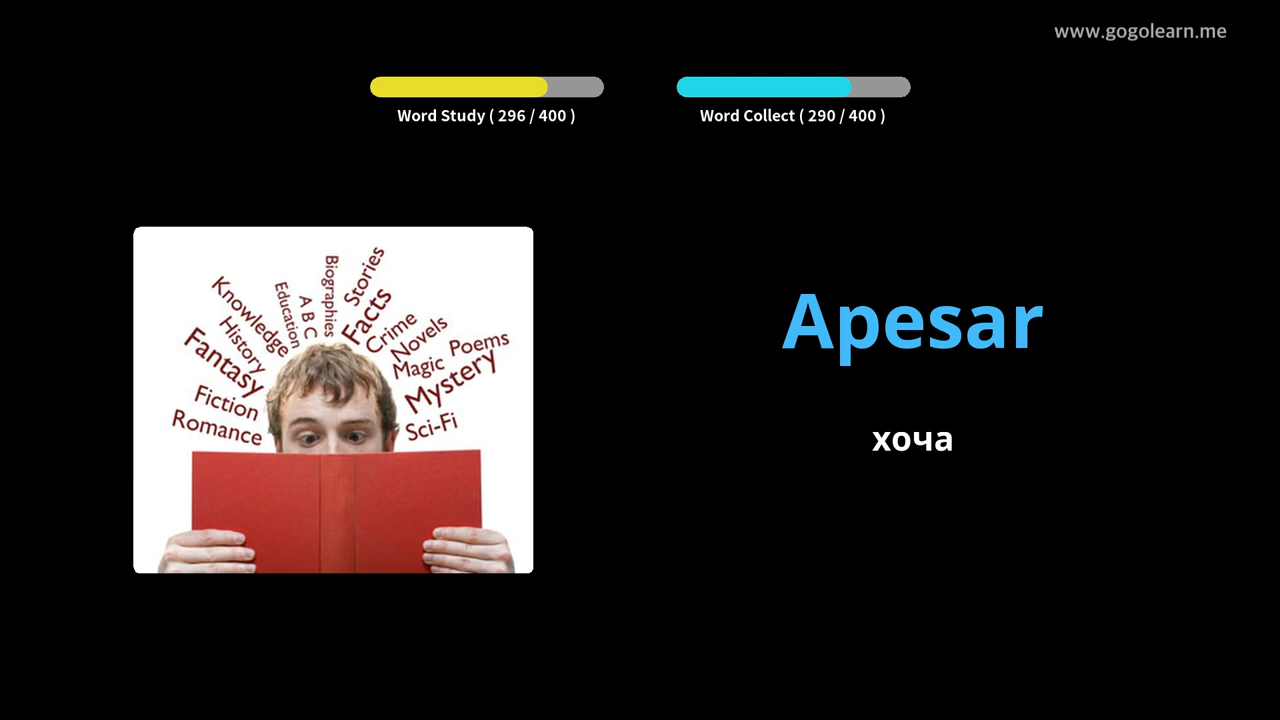 www.gogolearn.me
Word Study ( 296 / 400 )
Word Collect ( 290 / 400 )
Knowledge
Education
A B C
Biographies
Stories
Facts
History
Crime
Novels
Poems
Fantasy
Magic
Mystery
Fiction
Romance
Sci-Fi
Apesar
хоча